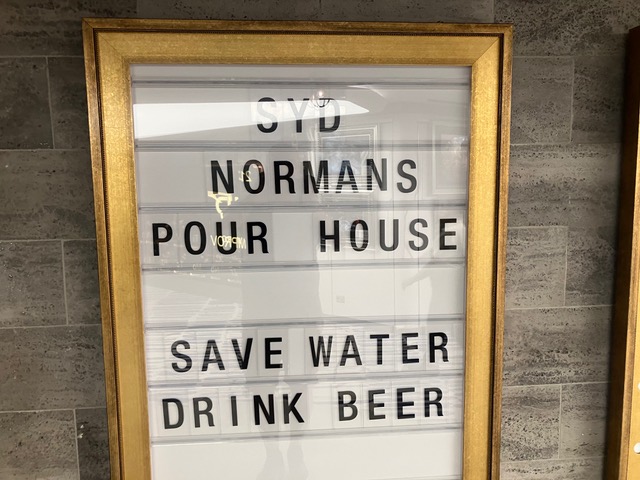 SYD
NORMANS
POUR HOUSE
SAVE WATER
DRINK BEER